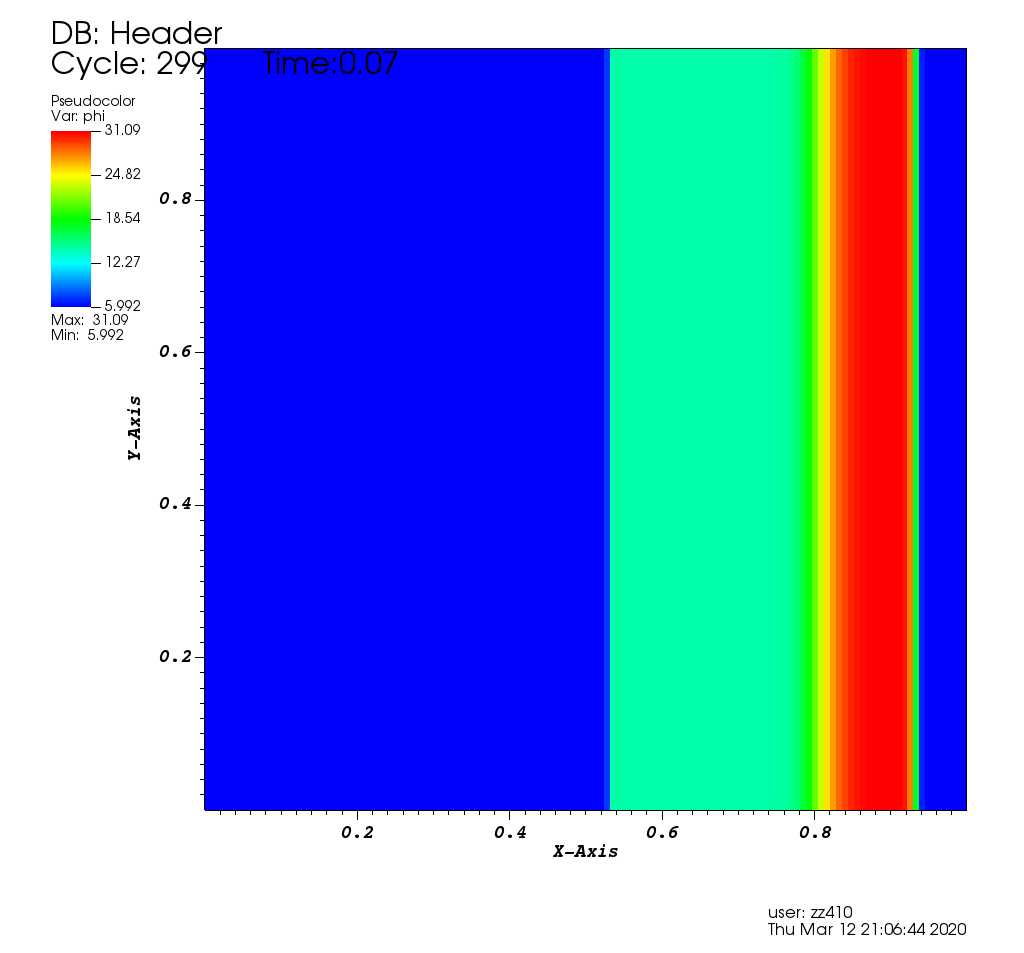 DB: Header
Cycle: 299 Time:0.07
Pseudocolor
Var: phi
31.09
24.82
18.54
12.27
5.992
Max: 31.09
Min: 5.992
0.8
0.6
0.4
0.2
Y-Axis
0.2 0.4 0.6 0.8
X-Axis
user: zz410
Thu Mar 12 21:06:44 2020